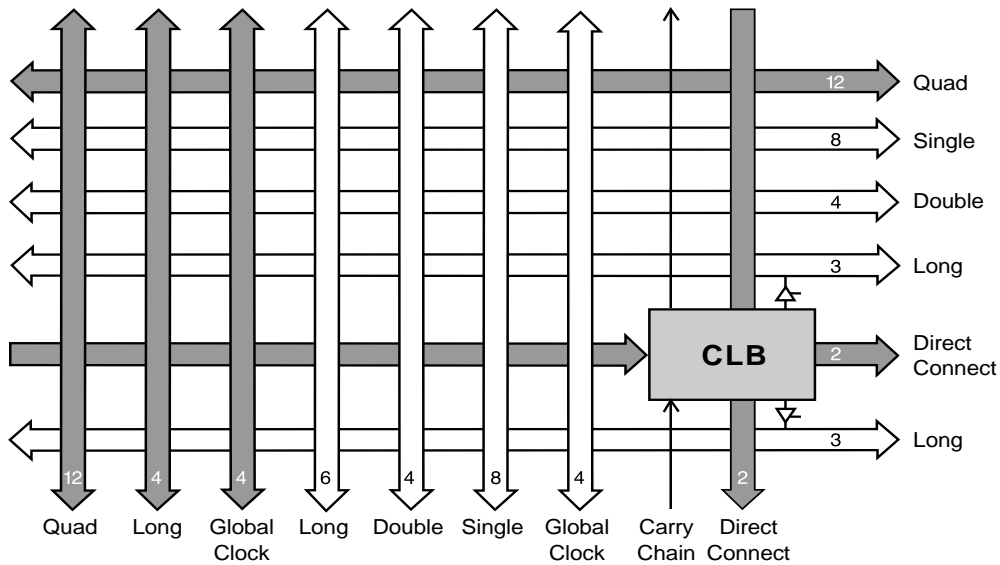 12 Quad
8 Single
4 Double
3 Long
CLB
2 Direct
Connect
3 Long
12 4 4 6 4 8 4 2
Quad Long Global Long Double Single Global Carry Direct
Clock Clock Chain Connect